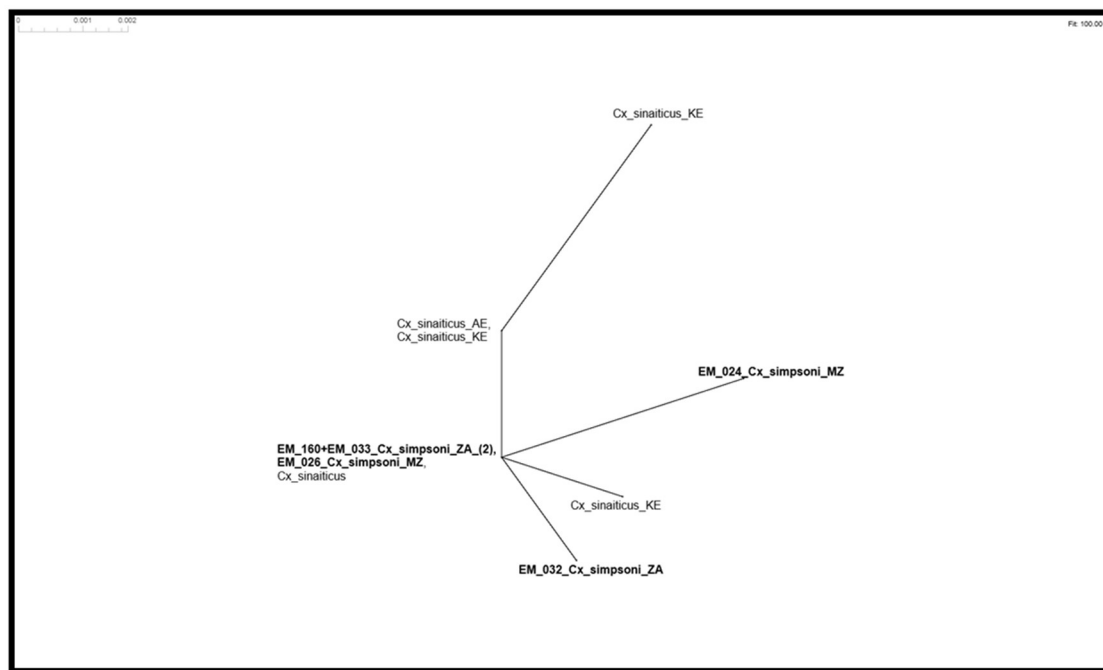 0 0.001 0.002
Fit: 100.00
Cx_sinaiticus_KE
Cx_sinaiticus_AE,
Cx_sinaiticus_KE
EM_024_Cx_simpsoni_MZ
EM_160+EM_033_Cx_simpsoni_ZA_(2),
EM_026_Cx_simpsoni_MZ,
Cx_sinaiticus
Cx_sinaiticus_KE
EM_032_Cx_simpsoni_ZA